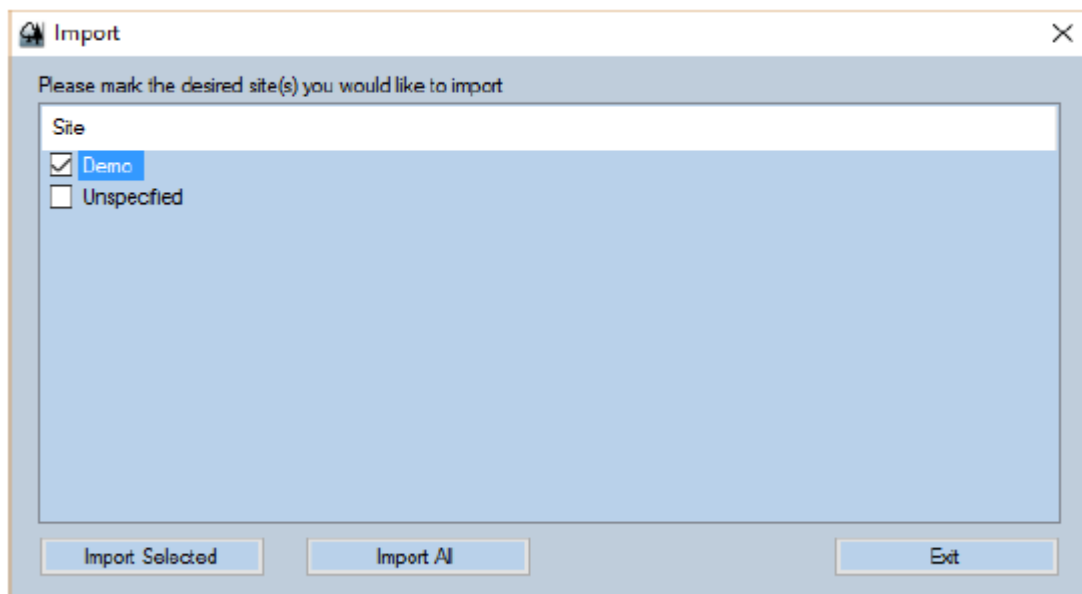 Import
Please mark the desired site(s) you would like to import
Site
Demo
Unspecified
Import Selected
Import All
Exit